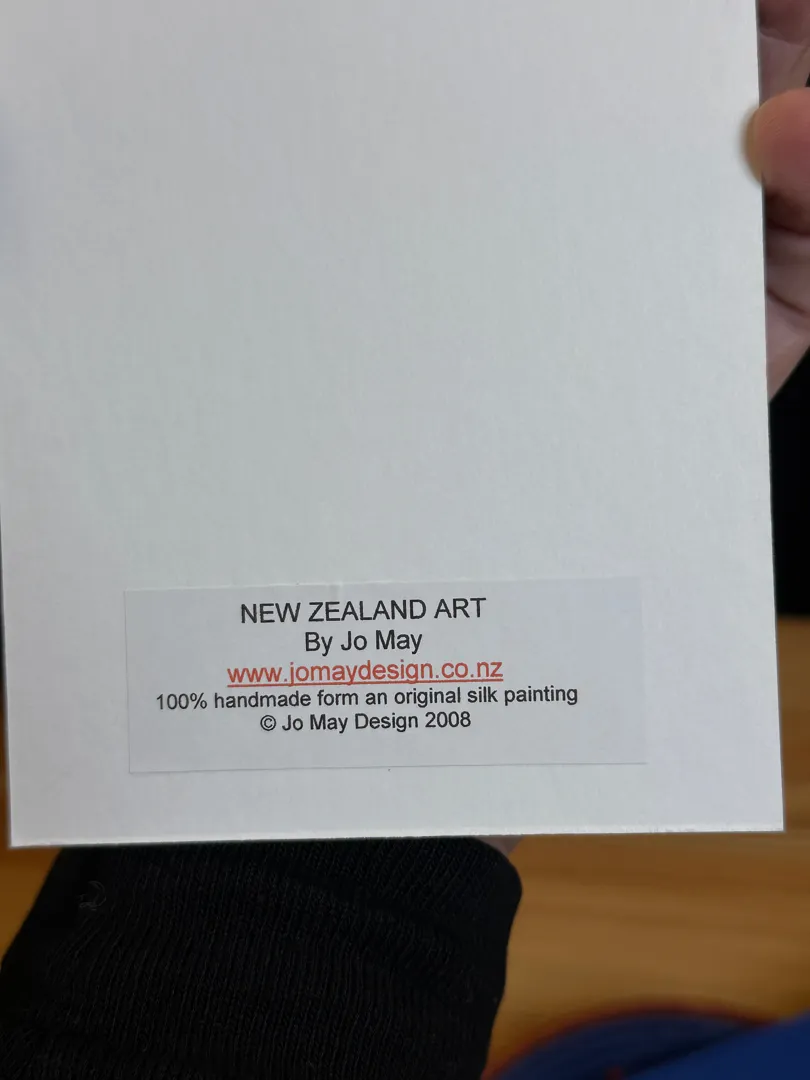 NEW ZEALAND ART
By Jo May
www.jomaydesign.co.nz
100% handmade form an original silk painting
© Jo May Design 2008